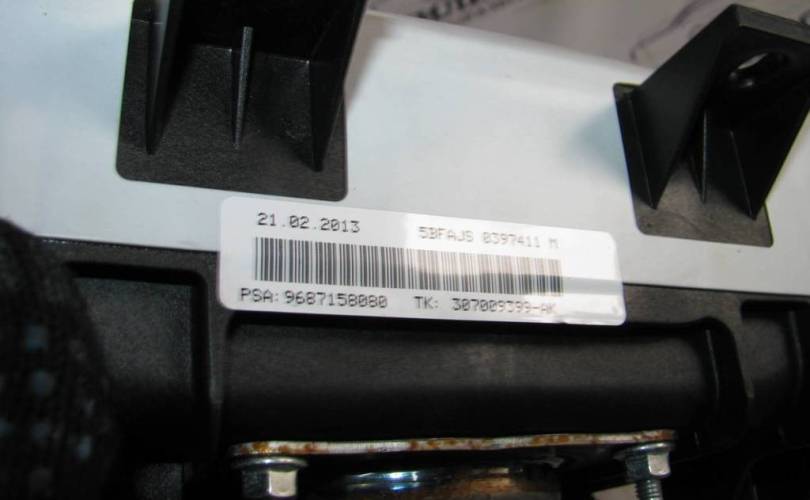 21.02.2013 5BFAJS 0397411 M
PSA: 9687158080 TK: 307009399-AK